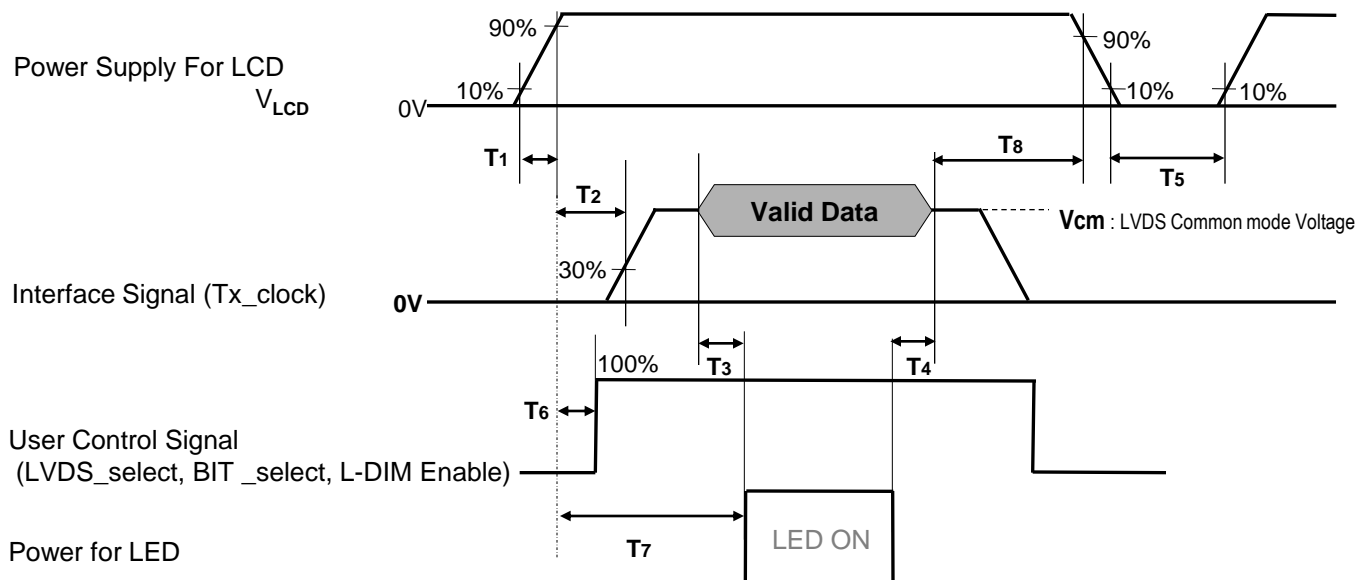 90%
90%
Power Supply For LCD
VLCD
10%
10%
10%
0V
T1
T8
T5
T2
Valid Data
Vcm : LVDS Common mode Voltage
30%
Interface Signal (Tx_clock)
0V
T3
T4
100%
T6
User Control Signal
(LVDS_select, BIT _select, L-DIM Enable)
T7
LED ON
Power for LED